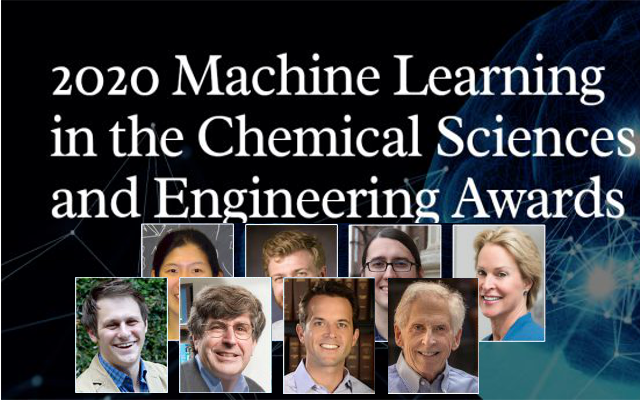 2020 Machine Learning
in the Chemical Sciences
and Engineering Awards